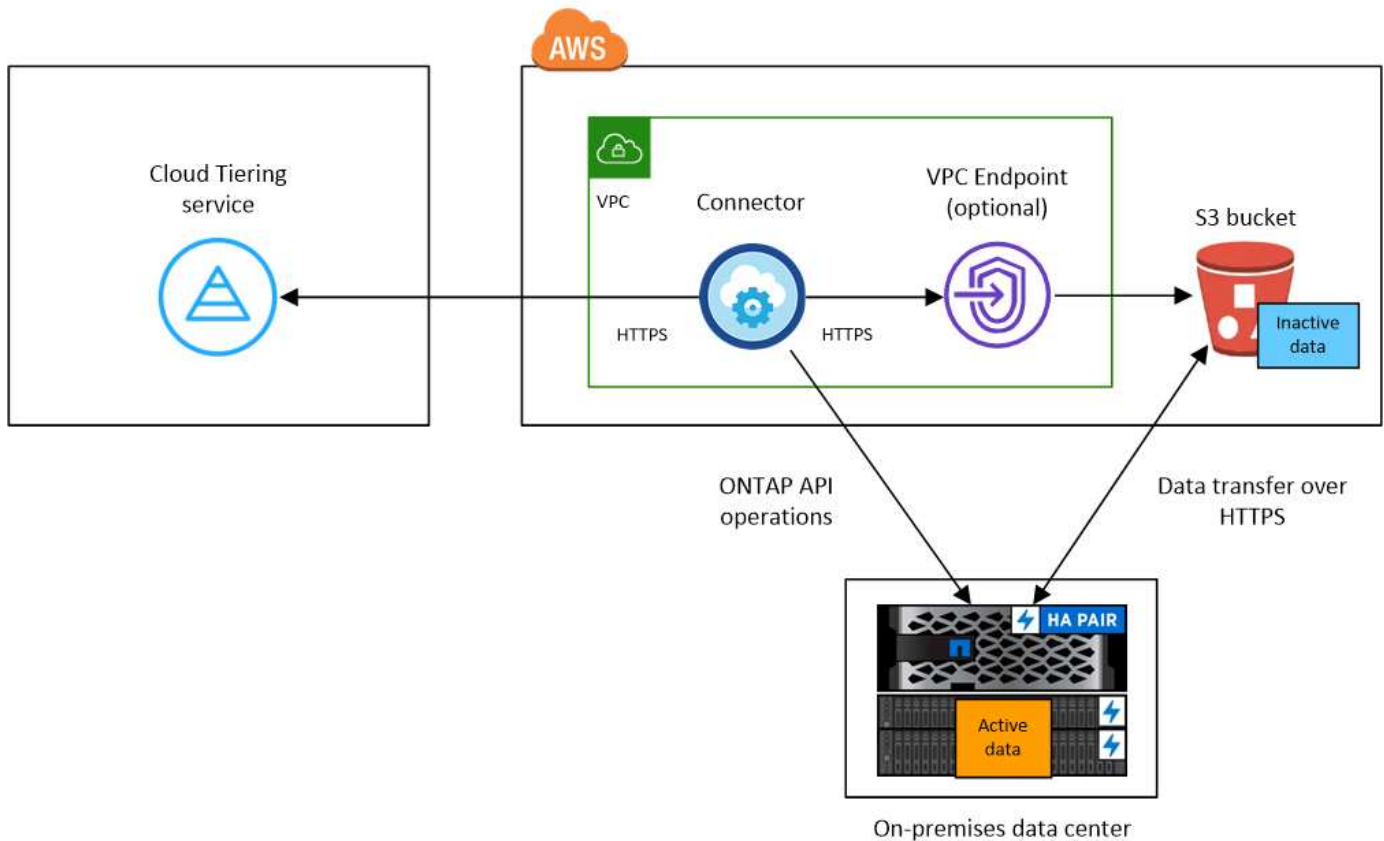 AWS
Cloud Tiering
service
VPC
Connector
VPC Endpoint
(optional)
S3 bucket
HTTPS
HTTPS
Inactive
data
ONTAP API
operations
Data transfer over
HTTPS
HA PAIR
Active
data
On-premises data center